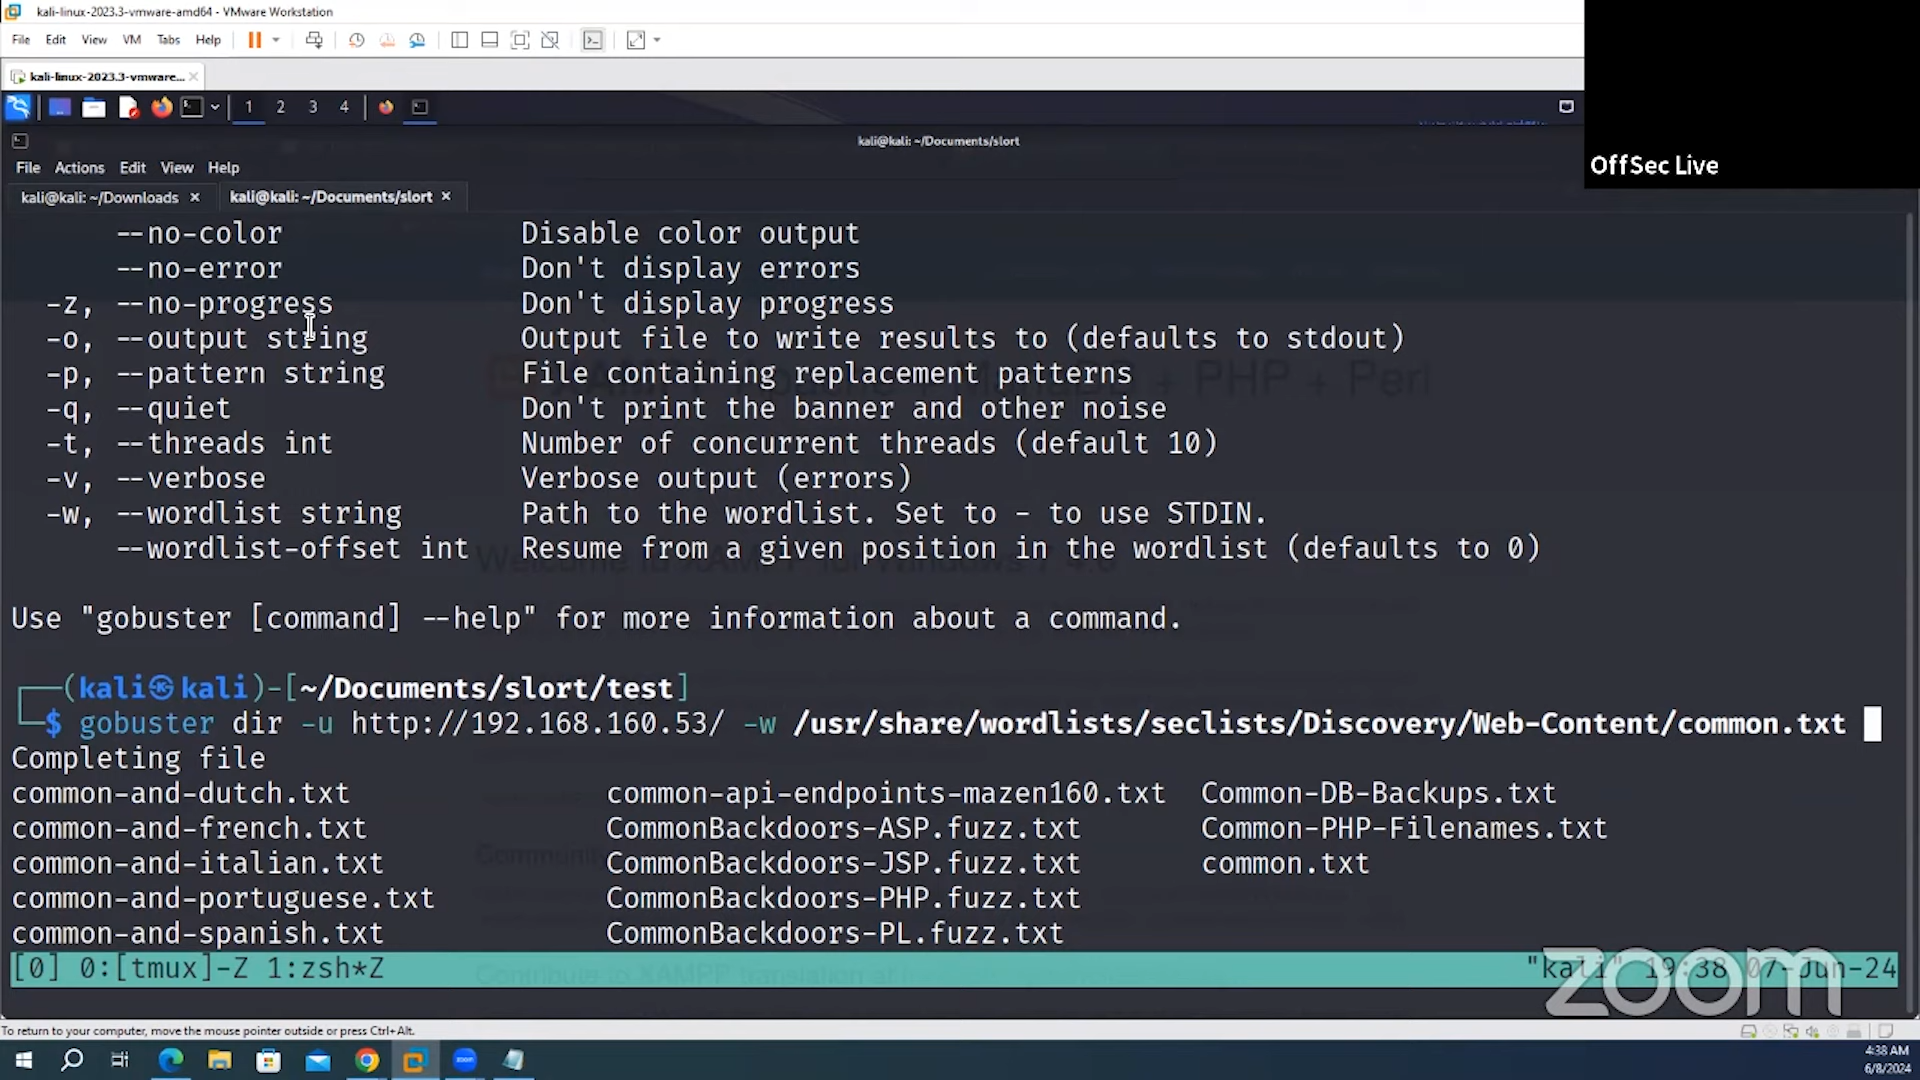 kali-linux-2023.3-vmware-amd64 - VMware Workstation
File Edit View VM Tabs Help
kali-linux-2023.3-vmware...
1 2 3 4
kali@kali: ~/Documents/slort
OffSec Live
File Actions Edit View Help
kali@kali: ~/Downloads kali@kali: ~/Documents/slort
--no-color Disable color output
--no-error Don't display errors
-z, --no-progress Don't display progress
-o, --output string Output file to write results to (defaults to stdout)
-p, --pattern string File containing replacement patterns
-q, --quiet Don't print the banner and other noise
-t, --threads int Number of concurrent threads (default 10)
-v, --verbose Verbose output (errors)
-w, --wordlist string Path to the wordlist. Set to - to use STDIN.
--wordlist-offset int Resume from a given position in the wordlist (defaults to 0)
Use "gobuster [command] --help" for more information about a command.
(kali㉿kali)-[~/Documents/slort/test]
$ gobuster dir -u http://192.168.160.53/ -w /usr/share/wordlists/seclists/Discovery/Web-Content/common.txt
Completing file
common-and-dutch.txt common-api-endpoints-mazen160.txt Common-DB-Backups.txt
common-and-french.txt CommonBackdoors-ASP.fuzz.txt Common-PHP-Filenames.txt
common-and-italian.txt CommonBackdoors-JSP.fuzz.txt common.txt
common-and-portuguese.txt CommonBackdoors-PHP.fuzz.txt
common-and-spanish.txt CommonBackdoors-PL.fuzz.txt
[0] 0:[tmux]-Z 1:zsh*Z "kali" 19:38 07-Jun-24
zoom
To return to your computer, move the mouse pointer outside or press Ctrl+Alt.
zoom
4:38 AM
6/8/2024